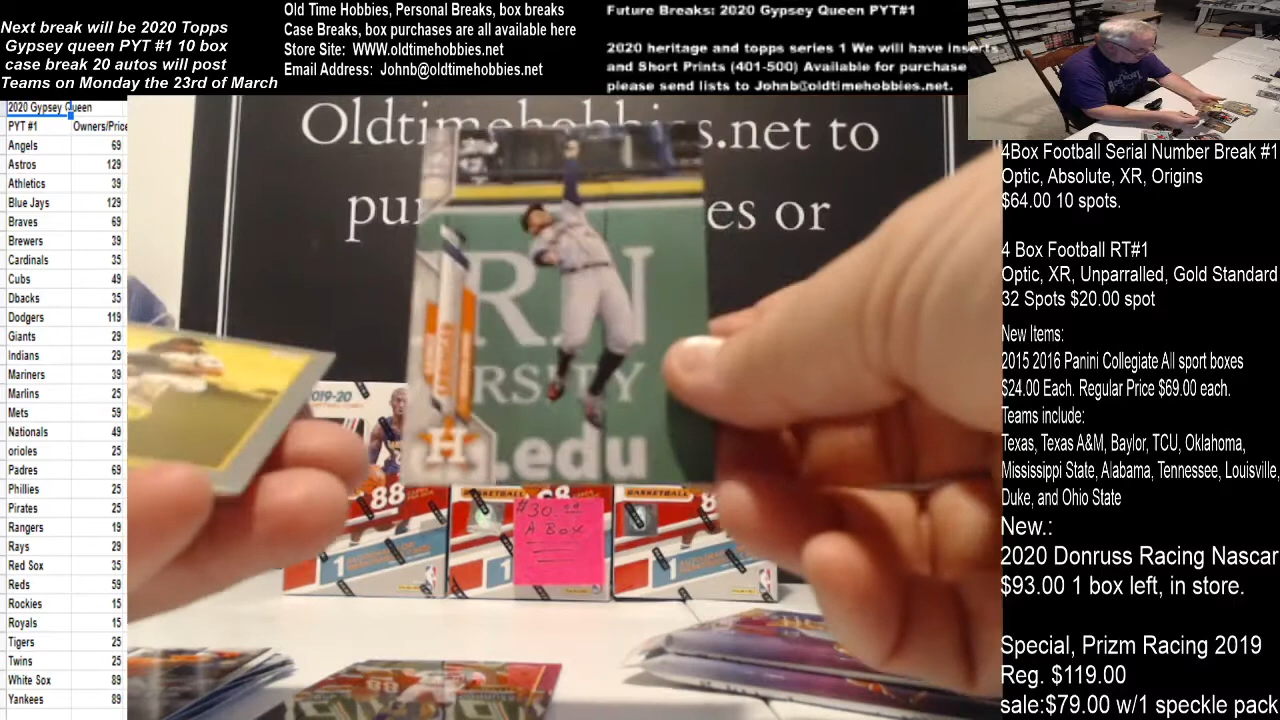 Next break will be 2020 Topps
Gypsey queen PYT #1 10 box
case break 20 autos will post
Teams on Monday the 23rd of March
Old Time Hobbies, Personal Breaks, box breaks
Case Breaks, box purchases are all available here
Store Site: WWW.oldtimehobbies.net
Email Address: Johnb@oldtimehobbies.net
Future Breaks: 2020 Gypsey Queen PYT#1
2020 heritage and topps series 1 We will have inserts
and Short Prints (401-500) Available for purchase
please send lists to Johnb@oldtimehobbies.net.
2020 Gypsey Queen
PYT #1 Owners/Price
Angels 69
Astros 129
Athletics 39
Blue Jays 129
Braves 69
Brewers 39
Cardinals 35
Cubs 49
Dbacks 35
Dodgers 119
Giants 29
Indians 29
Mariners 39
Marlins 25
Mets 59
Nationals 49
orioles 25
Padres 69
Phillies 25
Pirates 25
Rangers 19
Rays 29
Red Sox 35
Reds 59
Rockies 15
Royals 15
Tigers 25
Twins 25
White Sox 89
Yankees 89
Oldtimehobbies.net to
pur es or
RN
RSITY
.edu
H
2019-20
88
BASKETBALL
BASKETBALL
1
1
1
$30.00
A Box
4Box Football Serial Number Break #1
Optic, Absolute, XR, Origins
$64.00 10 spots.
4 Box Football RT#1
Optic, XR, Unparralled, Gold Standard
32 Spots $20.00 spot
New Items:
2015 2016 Panini Collegiate All sport boxes
$24.00 Each. Regular Price $69.00 each.
Teams include:
Texas, Texas A&M, Baylor, TCU, Oklahoma,
Mississippi State, Alabama, Tennessee, Louisville,
Duke, and Ohio State
New.:
2020 Donruss Racing Nascar
$93.00 1 box left, in store.
Special, Prizm Racing 2019
Reg. $119.00
sale:$79.00 w/1 speckle pack